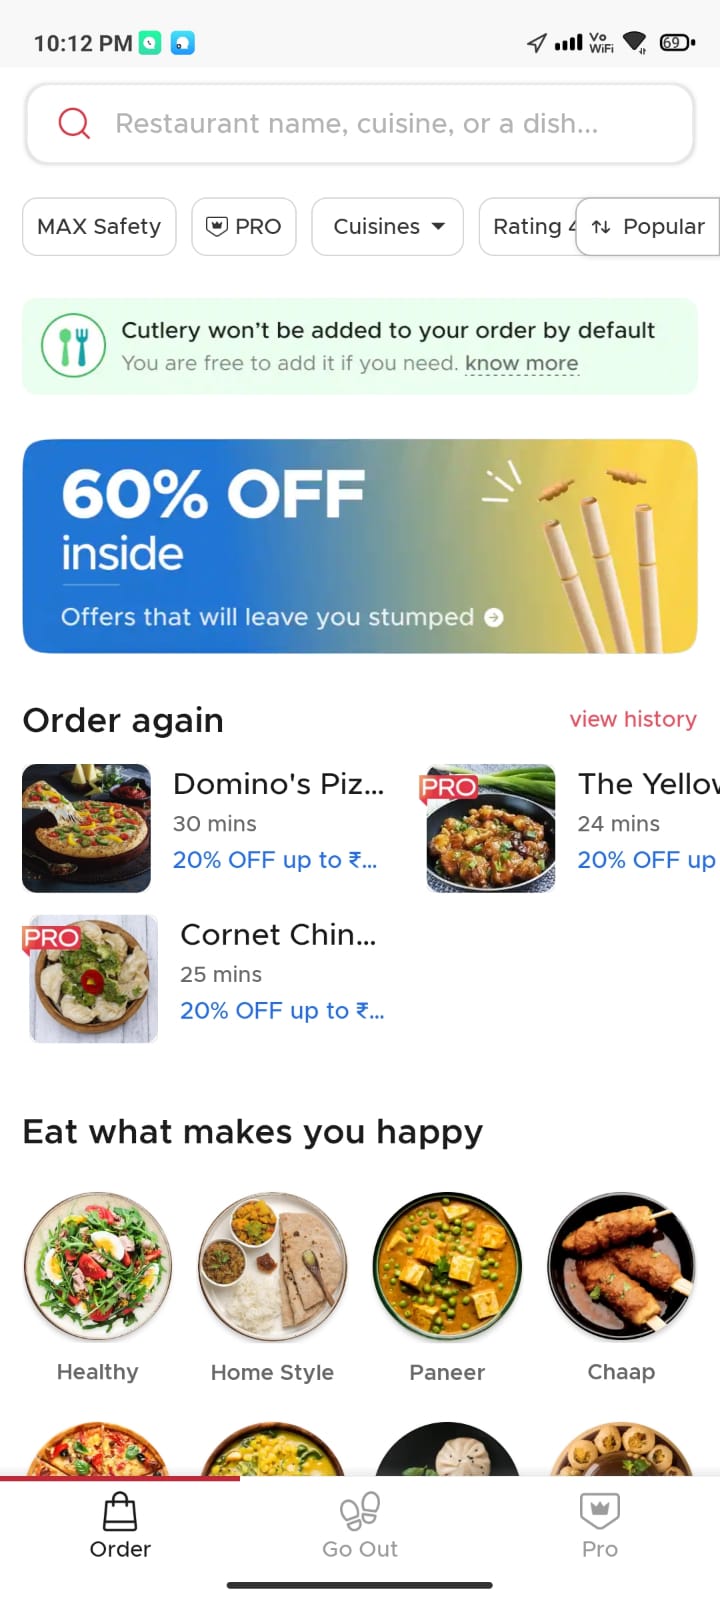 10:12 PM
Vo
WiFi
69
Restaurant name, cuisine, or a dish...
MAX Safety
PRO
Cuisines
Rating
Popular
Cutlery won't be added to your order by default
You are free to add it if you need. know more
60% OFF
inside
Offers that will leave you stumped
Order again
view history
Domino's Piz...
30 mins
20% OFF up to ₹...
PRO
The Yellow
24 mins
20% OFF up
PRO
Cornet Chin...
25 mins
20% OFF up to ₹...
Eat what makes you happy
Healthy
Home Style
Paneer
Chaap
Order
Go Out
Pro